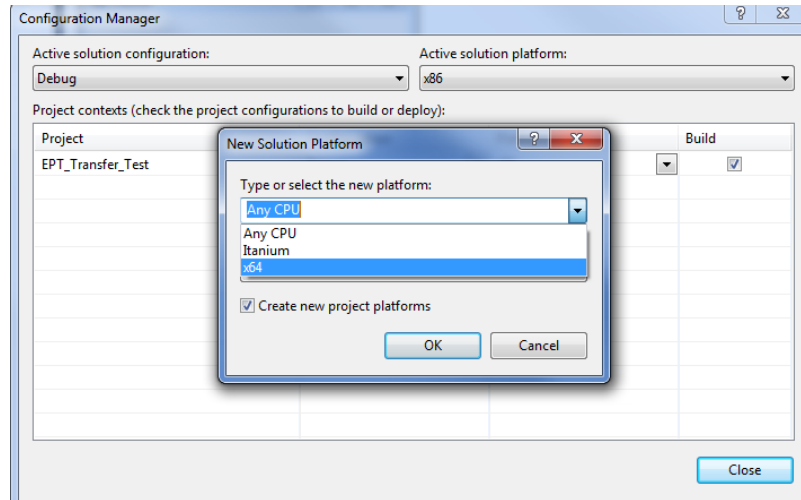 Configuration Manager
Active solution configuration:
Active solution platform:
Debug
x86
Project contexts (check the project configurations to build or deploy):
Project
Build
EPT_Transfer_Test
New Solution Platform
Type or select the new platform:
Any CPU
Any CPU
Itanium
x64
Create new project platforms
OK
Cancel
Close